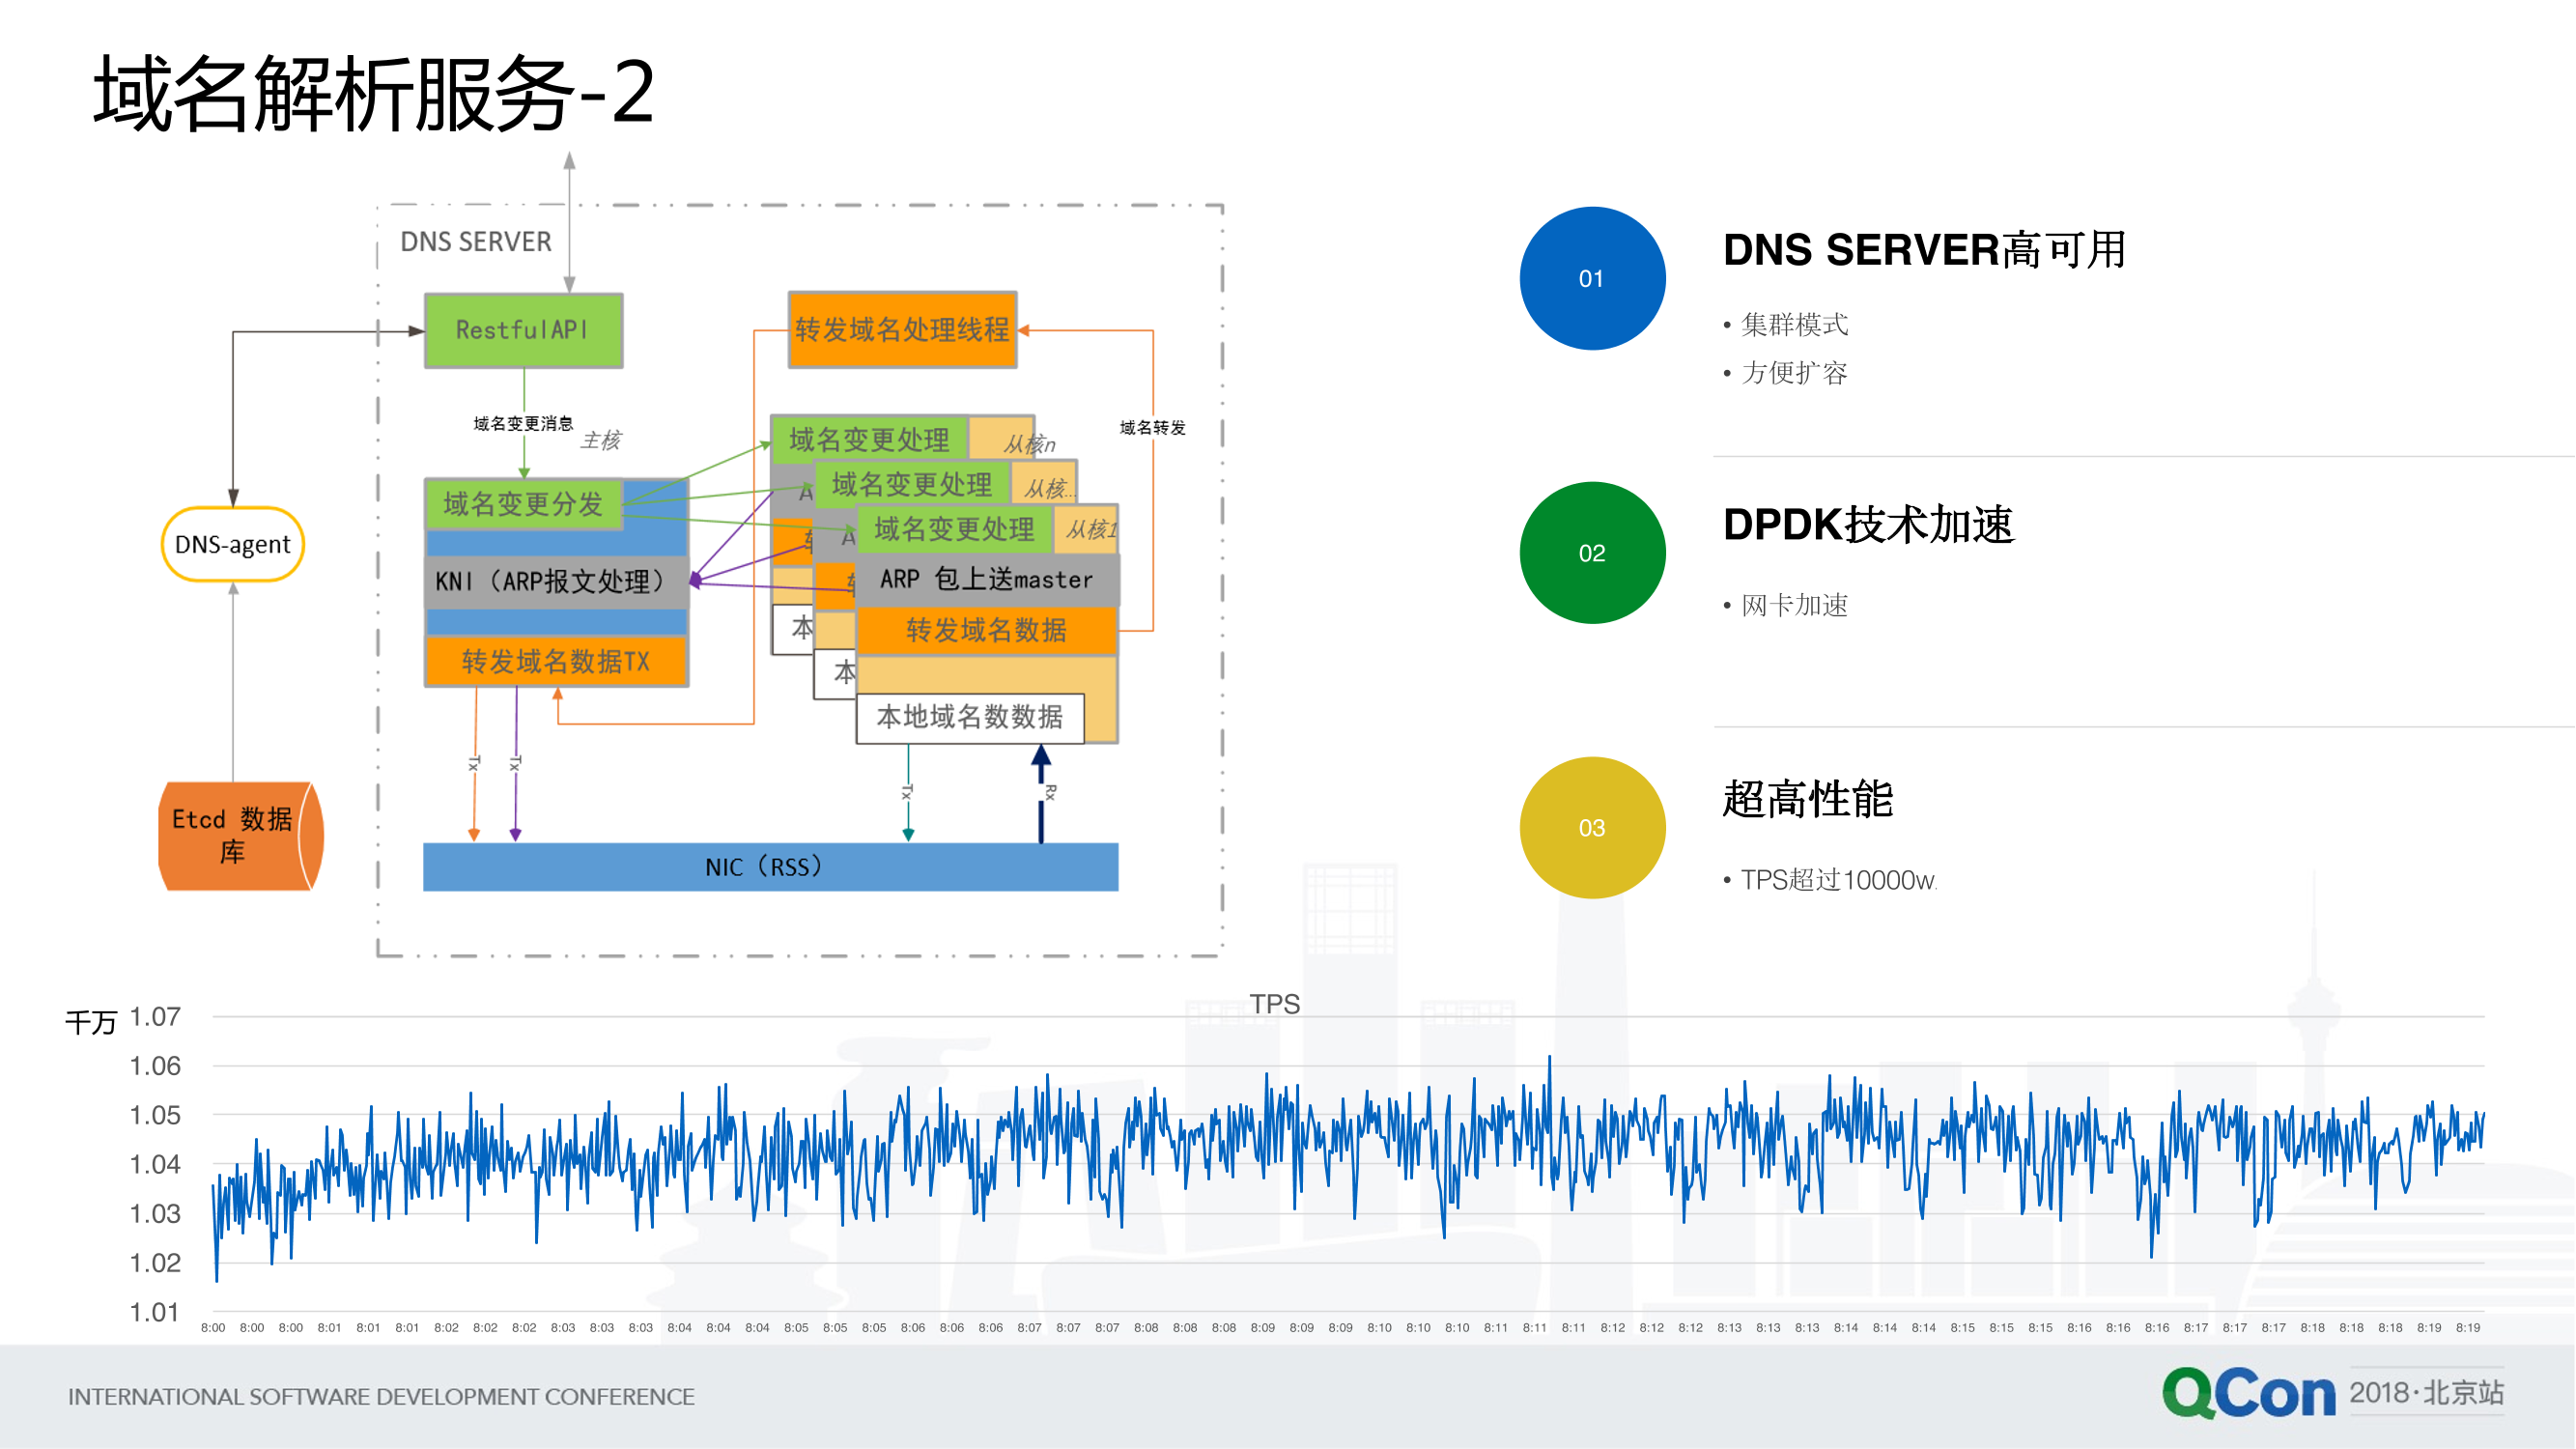 域名解析服务-2
DNS SERVER
RestfulAPI
转发域名处理线程
域名变更消息
主核
域名转发
域名变更处理
从核n
域名变更处理
从核...
域名变更处理
从核1
域名变更分发
DNS-agent
KNI（ARP报文处理）
A
A
ARP 包上送master
转发域名数据
转发域名数据TX
本
本
本地域名数数据
Tx
Tx
Tx
Rx
Etcd 数据
库
NIC（RSS）
01
DNS SERVER高可用
• 集群模式
• 方便扩容
02
DPDK技术加速
• 网卡加速
03
超高性能
• TPS超过10000w.
TPS
千万
1.07
1.06
1.05
1.04
1.03
1.02
1.01
8:00 8:00 8:00 8:01 8:01 8:01 8:02 8:02 8:02 8:03 8:03 8:03 8:04 8:04 8:04 8:05 8:05 8:05 8:06 8:06 8:06 8:07 8:07 8:07 8:08 8:08 8:08 8:09 8:09 8:09 8:10 8:10 8:10 8:11 8:11 8:11 8:12 8:12 8:12 8:13 8:13 8:13 8:14 8:14 8:14 8:15 8:15 8:15 8:16 8:16 8:16 8:17 8:17 8:17 8:18 8:18 8:18 8:19 8:19
INTERNATIONAL SOFTWARE DEVELOPMENT CONFERENCE
QCon 2018·北京站